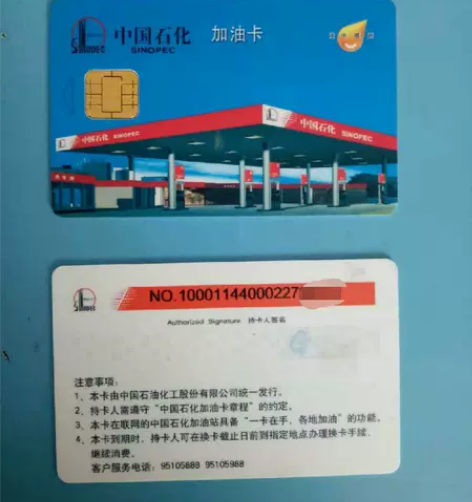 中国石化 加油卡
SINOPEC
Sinopec
中国石化 SINOPEC
中国石化 SINOPEC
NO.10001144000227
Sinopec
Authorized Signature 持卡人签名
注意事项：
1、本卡由中国石油化工股份有限公司统一发行。
2、持卡人需遵守“中国石化加油卡章程”的约定。
3、本卡在联网的中国石化加油站具备“一卡在手，各地加油”的功能。
4、本卡到期时，持卡人可在换卡截止日前到指定地点办理换卡手续，
继续消费。
客户服务电话：95105888 95105988